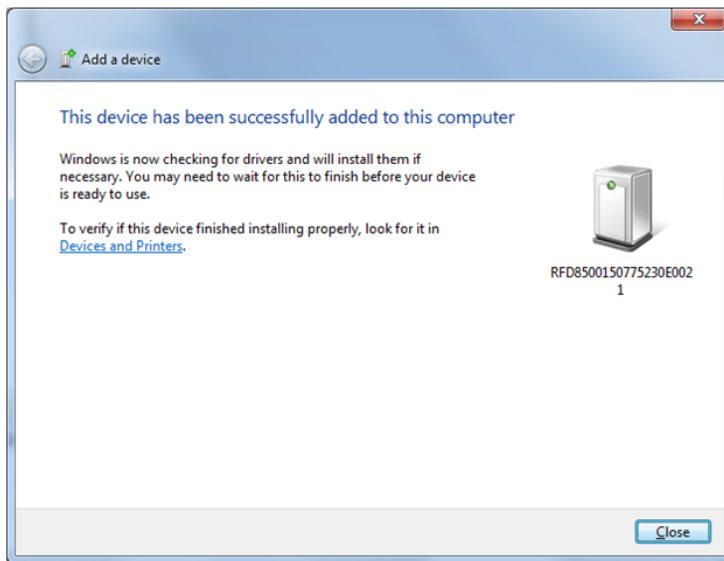 Add a device
This device has been successfully added to this computer
Windows is now checking for drivers and will install them if
necessary. You may need to wait for this to finish before your device
is ready to use.
To verify if this device finished installing properly, look for it in
Devices and Printers.
RFD8500150775230E002
1
Close